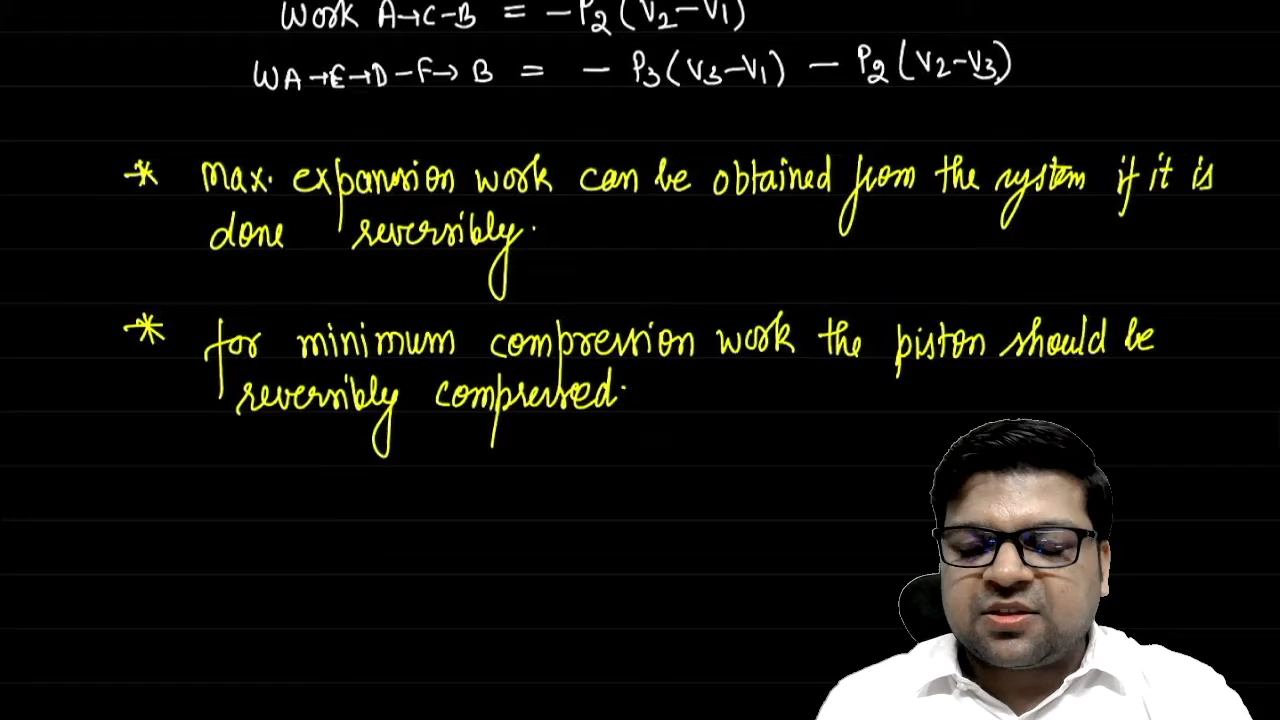 Work A→C-B = -P2(V2-V1)
WA→E→D-F→B = -P3(V3-V1) - P2(V2-V3)
* Max. expansion work can be obtained from the system if it is
done reversibly.
* for minimum compression work the piston should be
reversibly compressed.